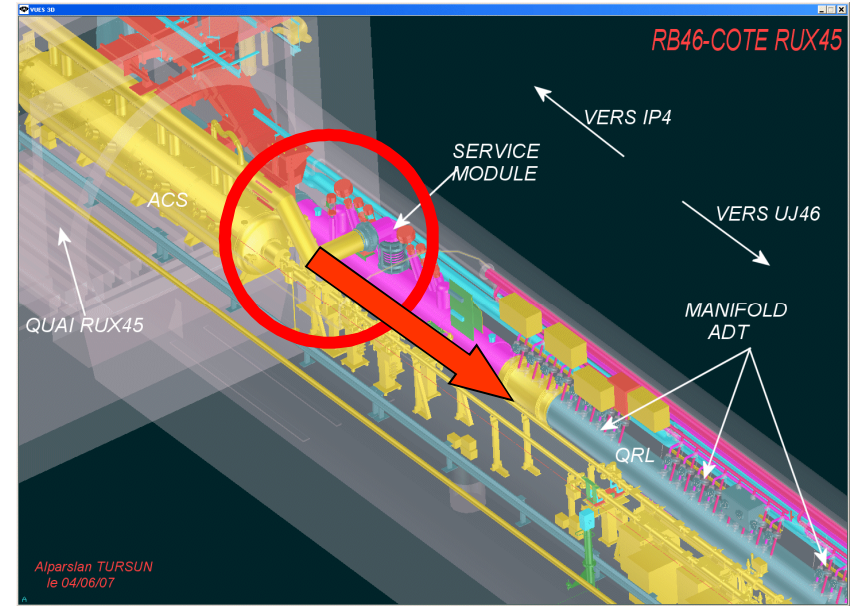 VUES 3D
RB46-COTE RUX45
VERS IP4
SERVICE
MODULE
ACS
VERS UJ46
QUAI RUX45
MANIFOLD
ADT
QRL
Alparslan TURSUN
le 04/06/07
A